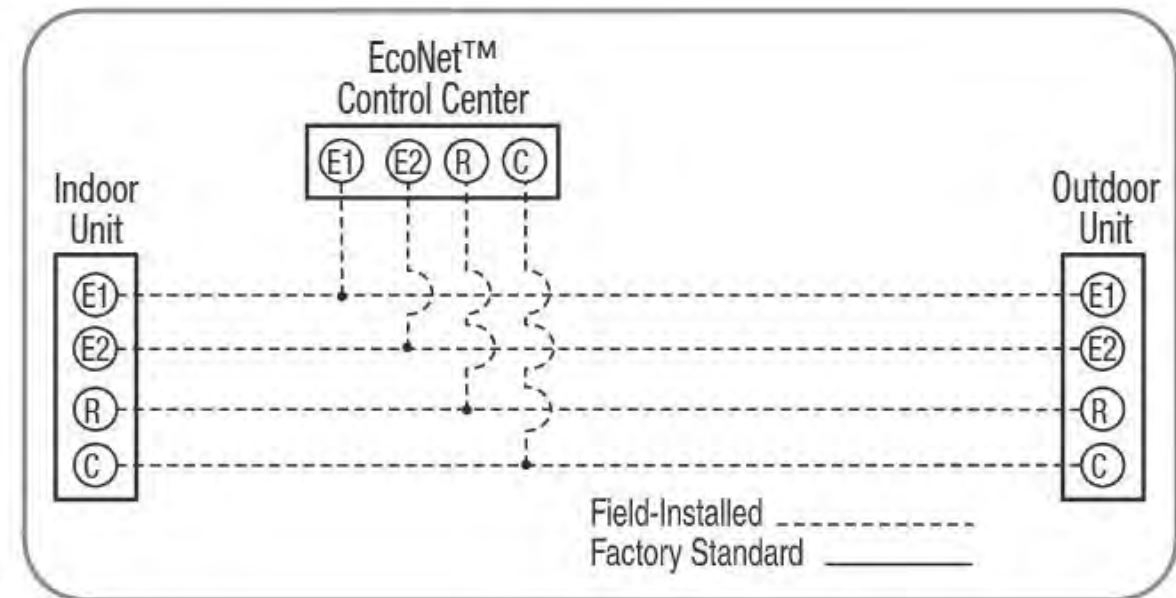 EcoNet™
Control Center
E1 E2 R C
Indoor
Unit
Outdoor
Unit
E1
E2
R
C
E1
E2
R
C
Field-Installed
Factory Standard